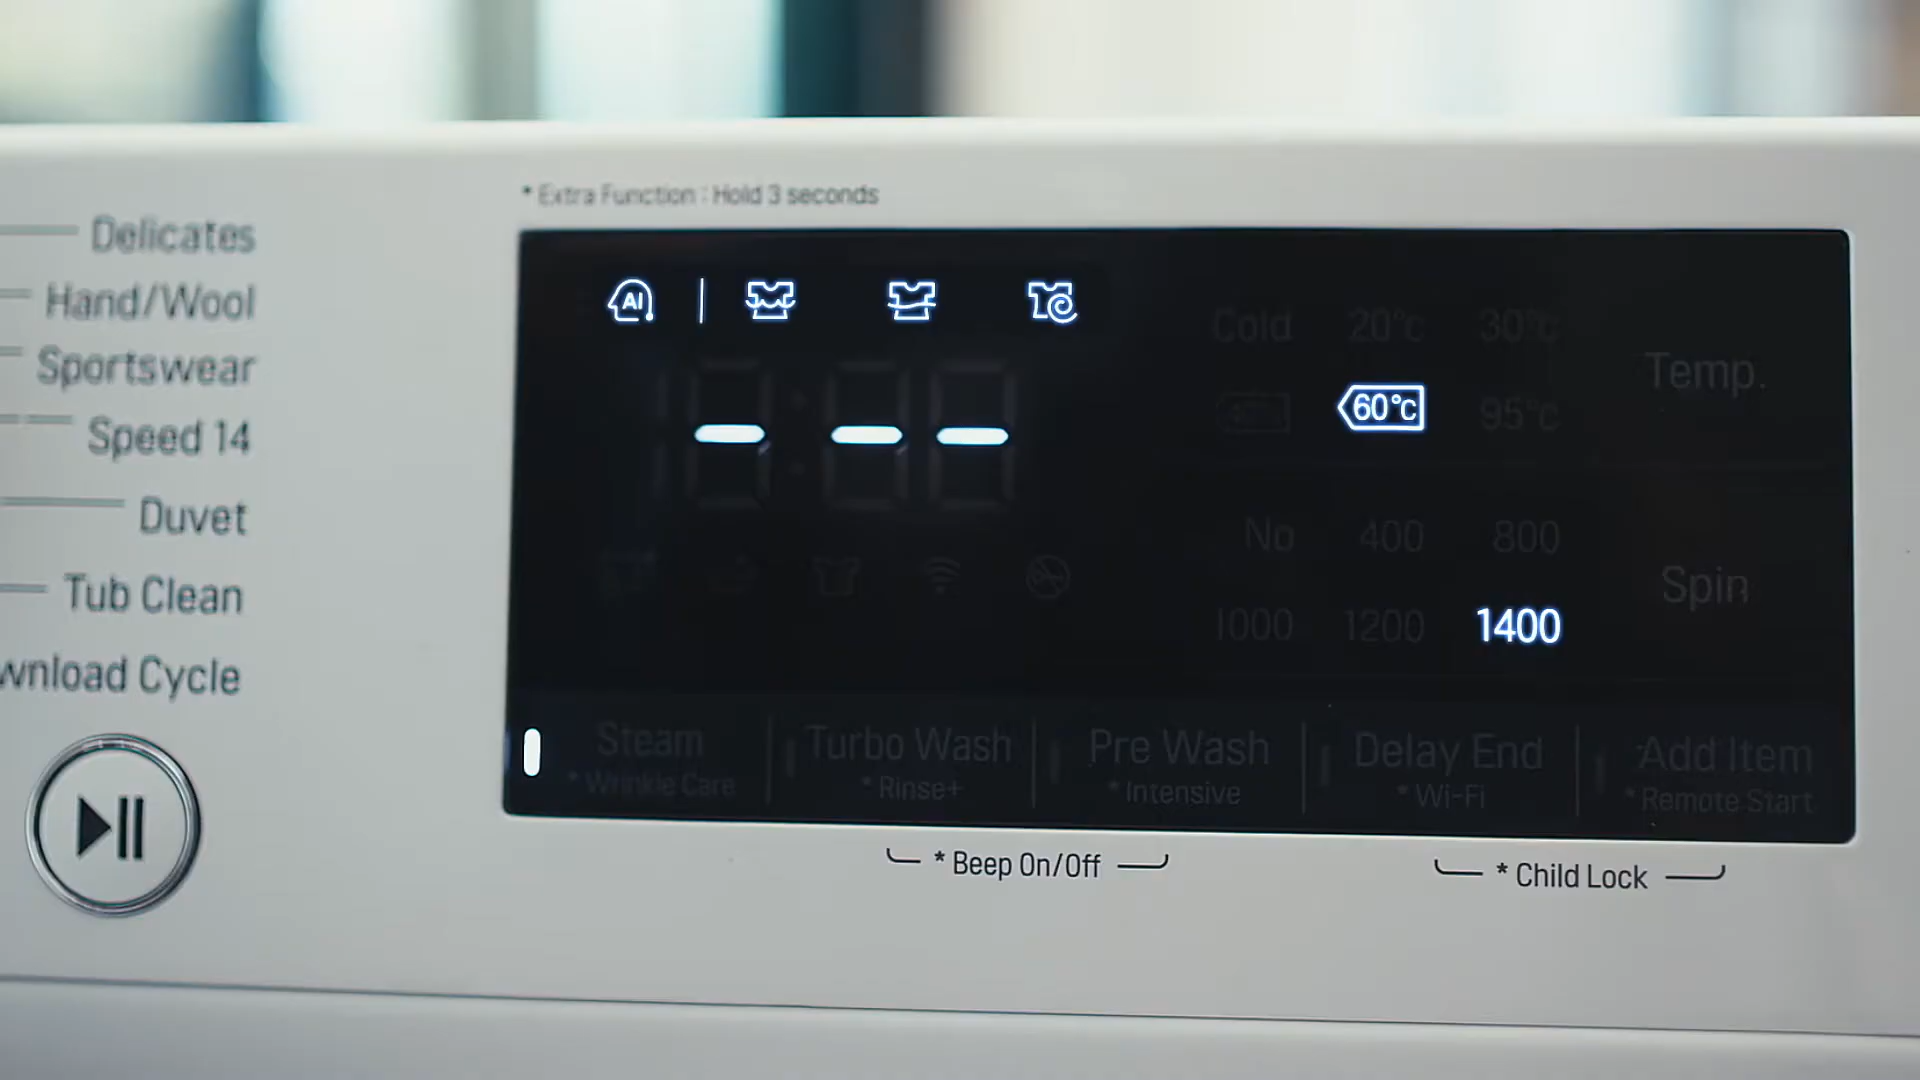 * Extra Function : Hold 3 seconds
Delicates
Hand/Wool
Sportswear
Speed 14
Duvet
Tub Clean
wnload Cycle
AI
- -- 
Cold 20°c 30°c
Temp.
60°c 95°c
No 400 800
Spin
1000 1200 1400
Steam
* Wrinkle Care
Turbo Wash
* Rinse+
Pre Wash
* Intensive
Delay End
* Wi-Fi
Add Item
* Remote Start
* Beep On/Off
* Child Lock